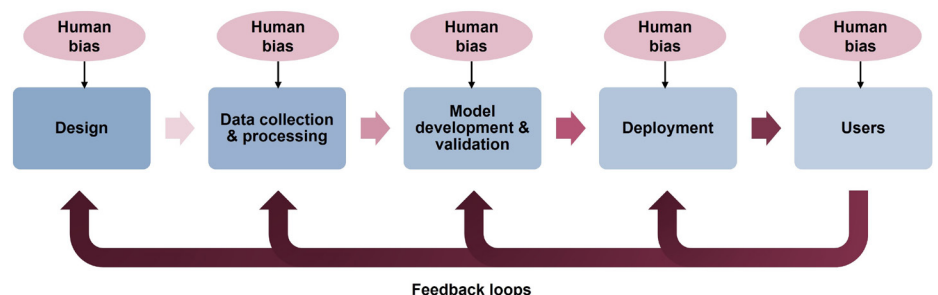 Human
bias
Human
bias
Human
bias
Human
bias
Human
bias
Design
Data collection
& processing
Model
development &
validation
Deployment
Users
Feedback loops